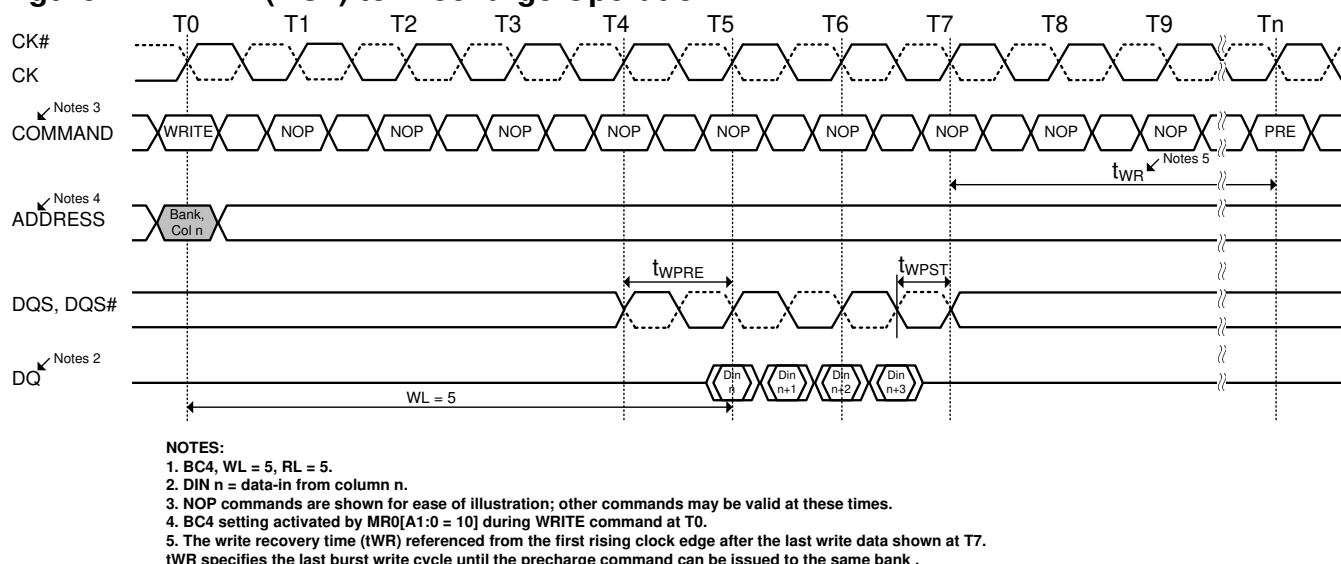 T0 T1 T2 T3 T4 T5 T6 T7 T8 T9 Tn
CK#
CK
Notes 3
COMMAND
WRITE NOP NOP NOP NOP NOP NOP NOP NOP NOP PRE
tWR
Notes 5
Notes 4
ADDRESS
Bank,
Col n
tWPRE
tWPST
DQS, DQS#
Notes 2
DQ
Din n
Din n+1
Din n+2
Din n+3
WL = 5
NOTES:
1. BC4, WL = 5, RL = 5.
2. DIN n = data-in from column n.
3. NOP commands are shown for ease of illustration; other commands may be valid at these times.
4. BC4 setting activated by MR0[A1:0 = 10] during WRITE command at T0.
5. The write recovery time (tWR) referenced from the first rising clock edge after the last write data shown at T7.
tWR specifies the last burst write cycle until the precharge command can be issued to the same bank .